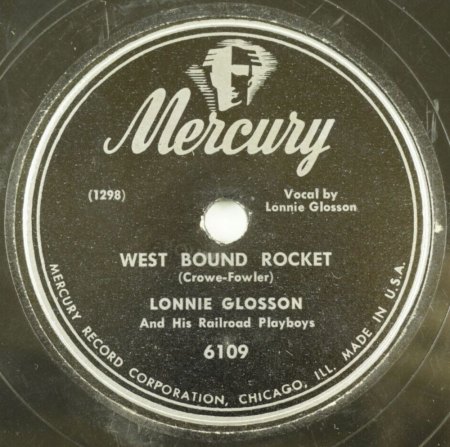 Mercury
(1298)
Vocal by
Lonnie Glosson
WEST BOUND ROCKET
(Crowe-Fowler)
LONNIE GLOSSON
And His Railroad Playboys
6109
MERCURY RECORD CORPORATION, CHICAGO, ILL. MADE IN U.S.A.